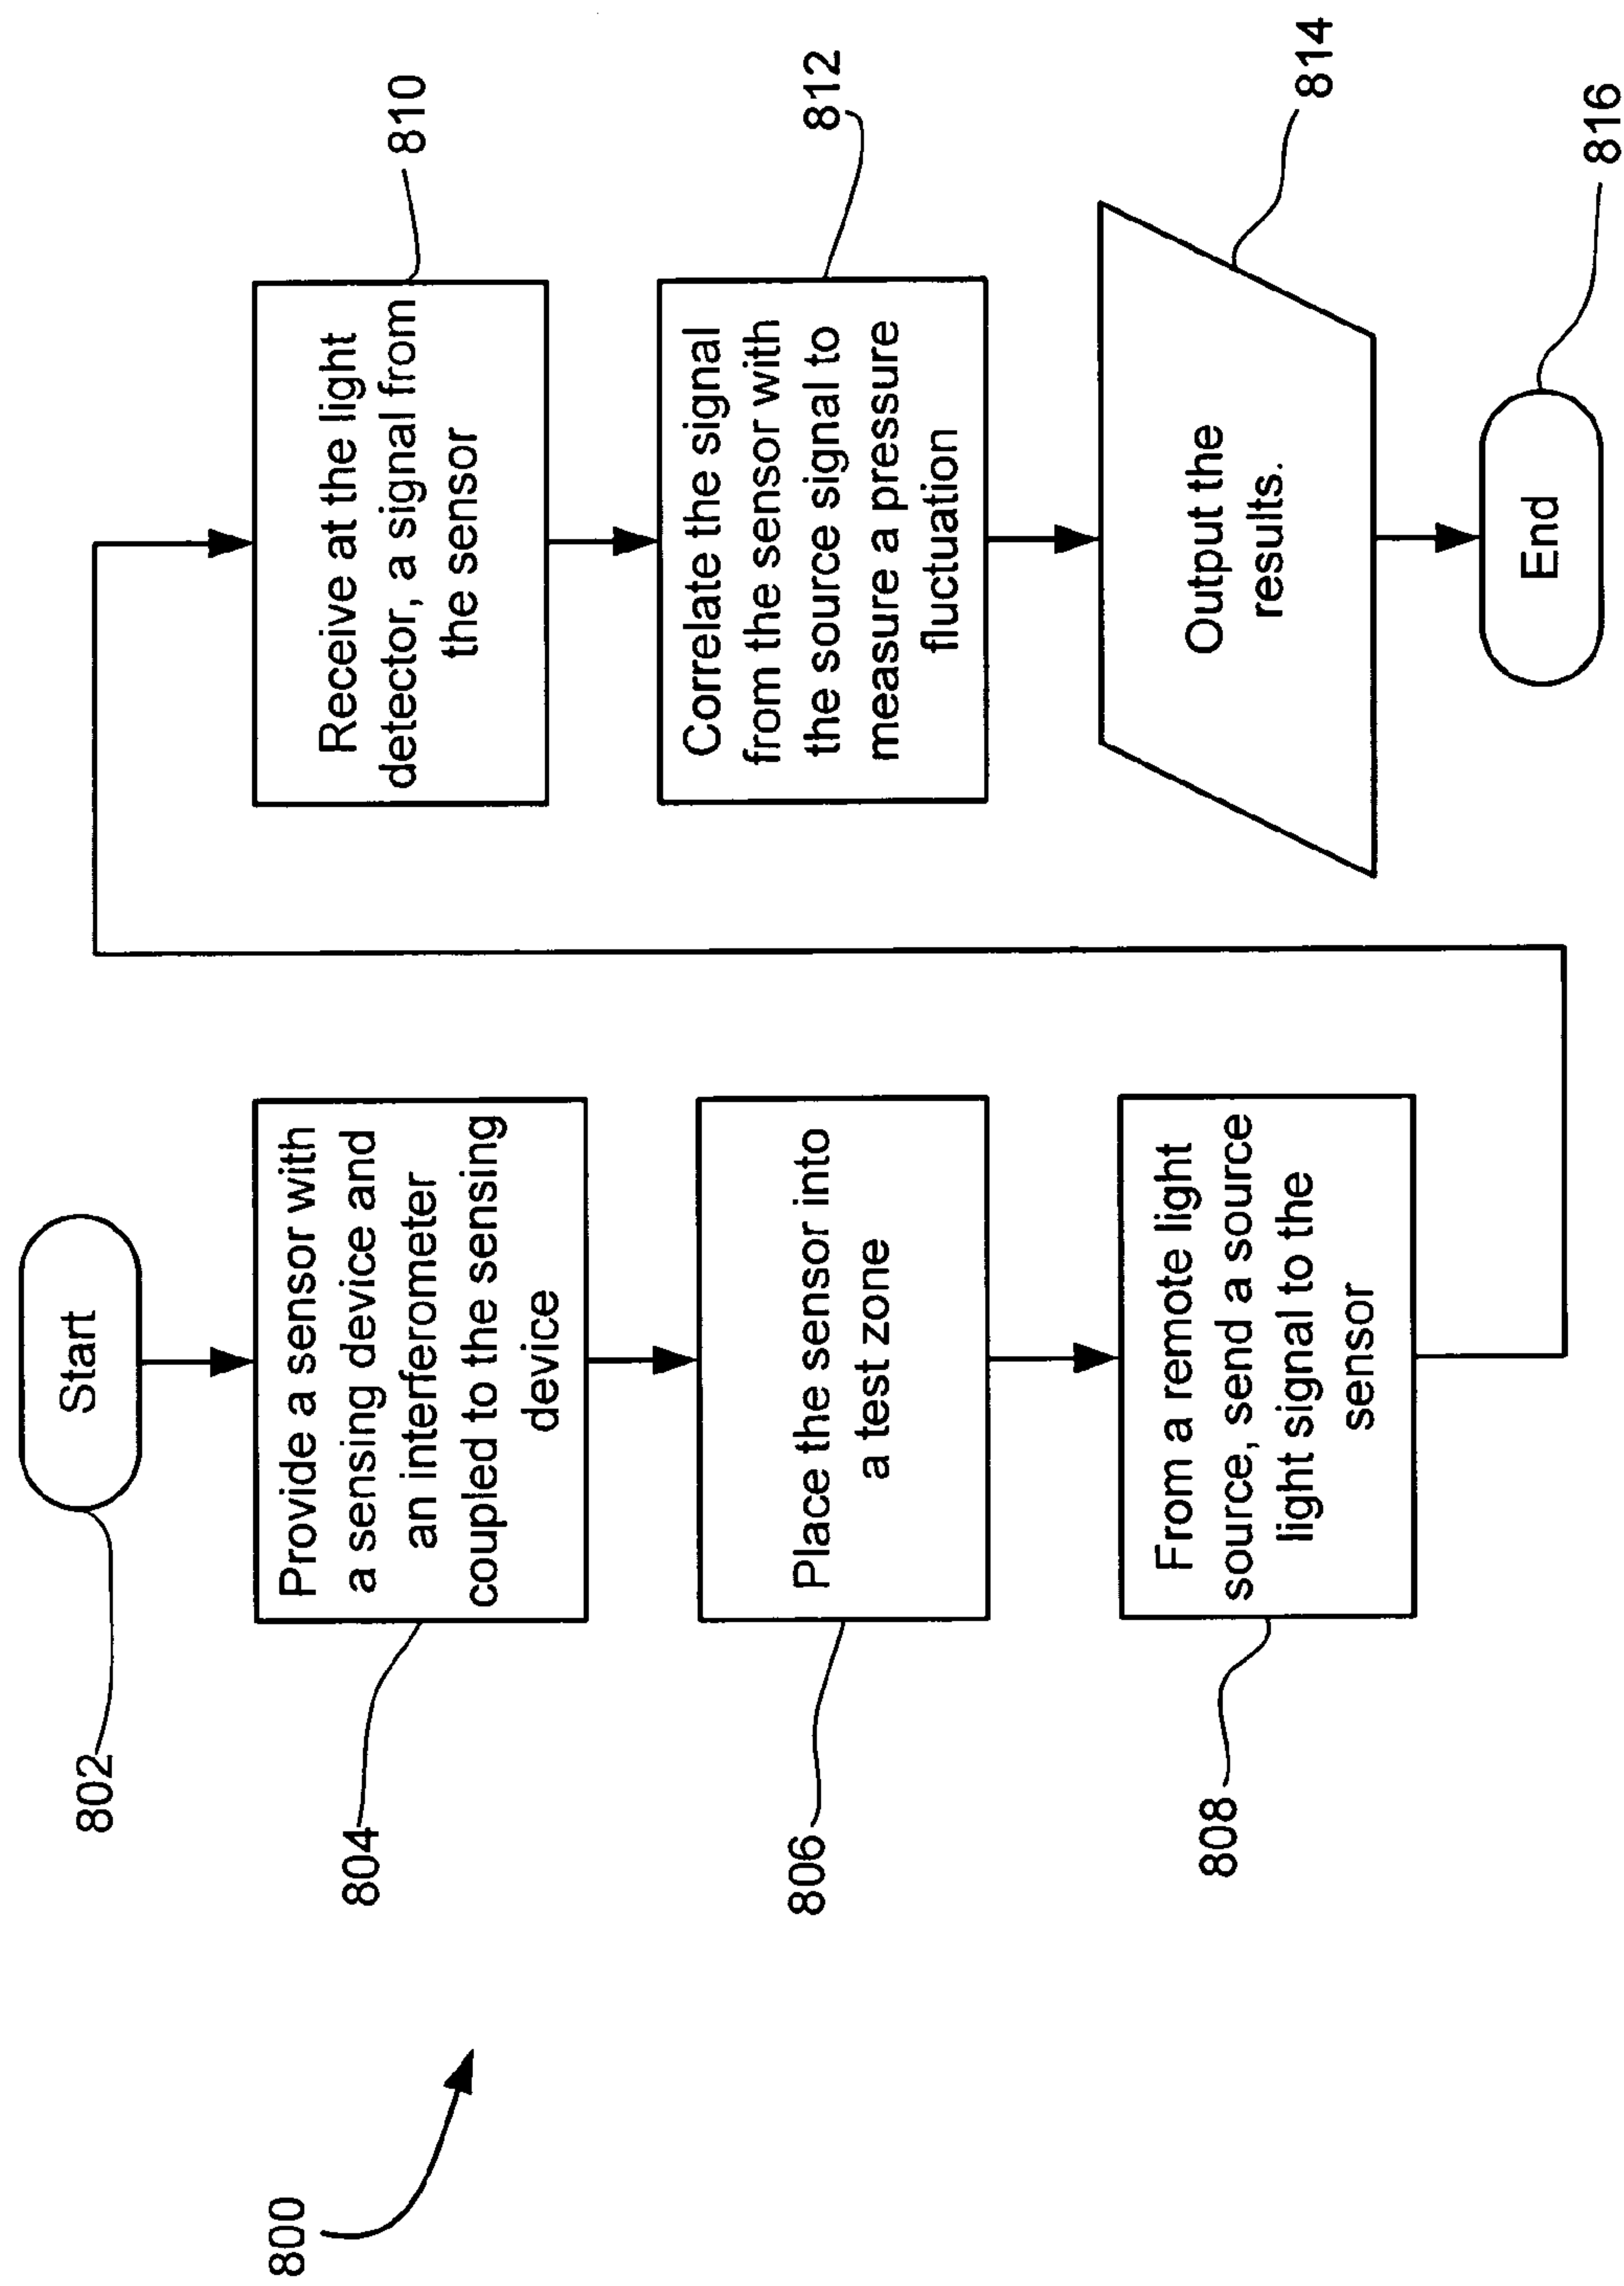 800
802
Start
804
Provide a sensor with
a sensing device and
an interferometer
coupled to the sensing
device
806
Place the sensor into
a test zone
808
From a remote light
source, send a source
light signal to the
sensor
810
Receive at the light
detector, a signal from
the sensor
812
Correlate the signal
from the sensor with
the source signal to
measure a pressure
fluctuation
814
Output the
results.
816
End